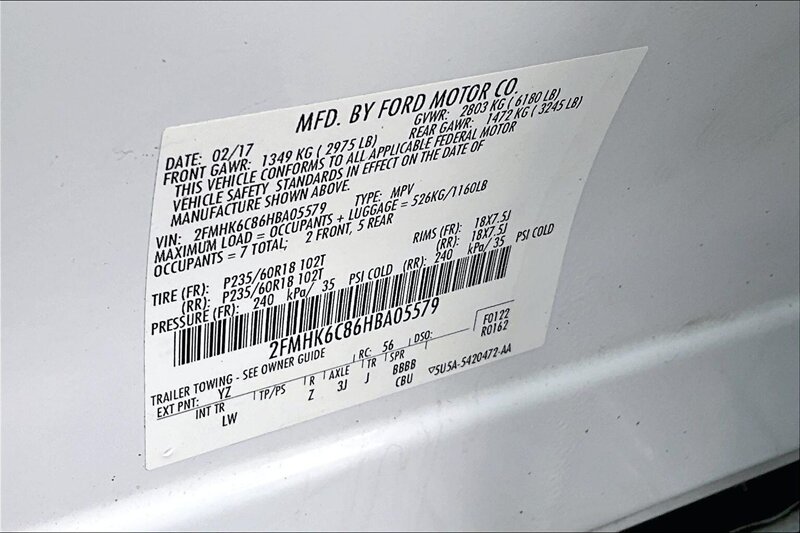 MFD. BY FORD MOTOR CO.
DATE: 02/17 GVWR: 2803 KG ( 6180 LB)
FRONT GAWR: 1349 KG ( 2975 LB) REAR GAWR: 1472 KG ( 3245 LB)
THIS VEHICLE CONFORMS TO ALL APPLICABLE FEDERAL MOTOR
VEHICLE SAFETY STANDARDS IN EFFECT ON THE DATE OF
MANUFACTURE SHOWN ABOVE.
VIN: 2FMHK6C86HBA05579 TYPE: MPV
MAXIMUM LOAD = OCCUPANTS + LUGGAGE = 526KG/1160LB
OCCUPANTS = 7 TOTAL; 2 FRONT, 5 REAR
TIRE (FR): P235/60R18 102T RIMS (FR): 18X7.5J
(RR): P235/60R18 102T (RR): 18X7.5J
PRESSURE (FR): 240 kPa/ 35 PSI COLD (RR): 240 kPa/ 35 PSI COLD
2FMHK6C86HBA05579
TRAILER TOWING - SEE OWNER GUIDE RC: 56 DSO: F0122
EXT PNT: YZ TP/PS R AXLE TR SPR R0162
INT TR Z 3J J BBBB
LW CBU ▽5U5A-5420472-AA